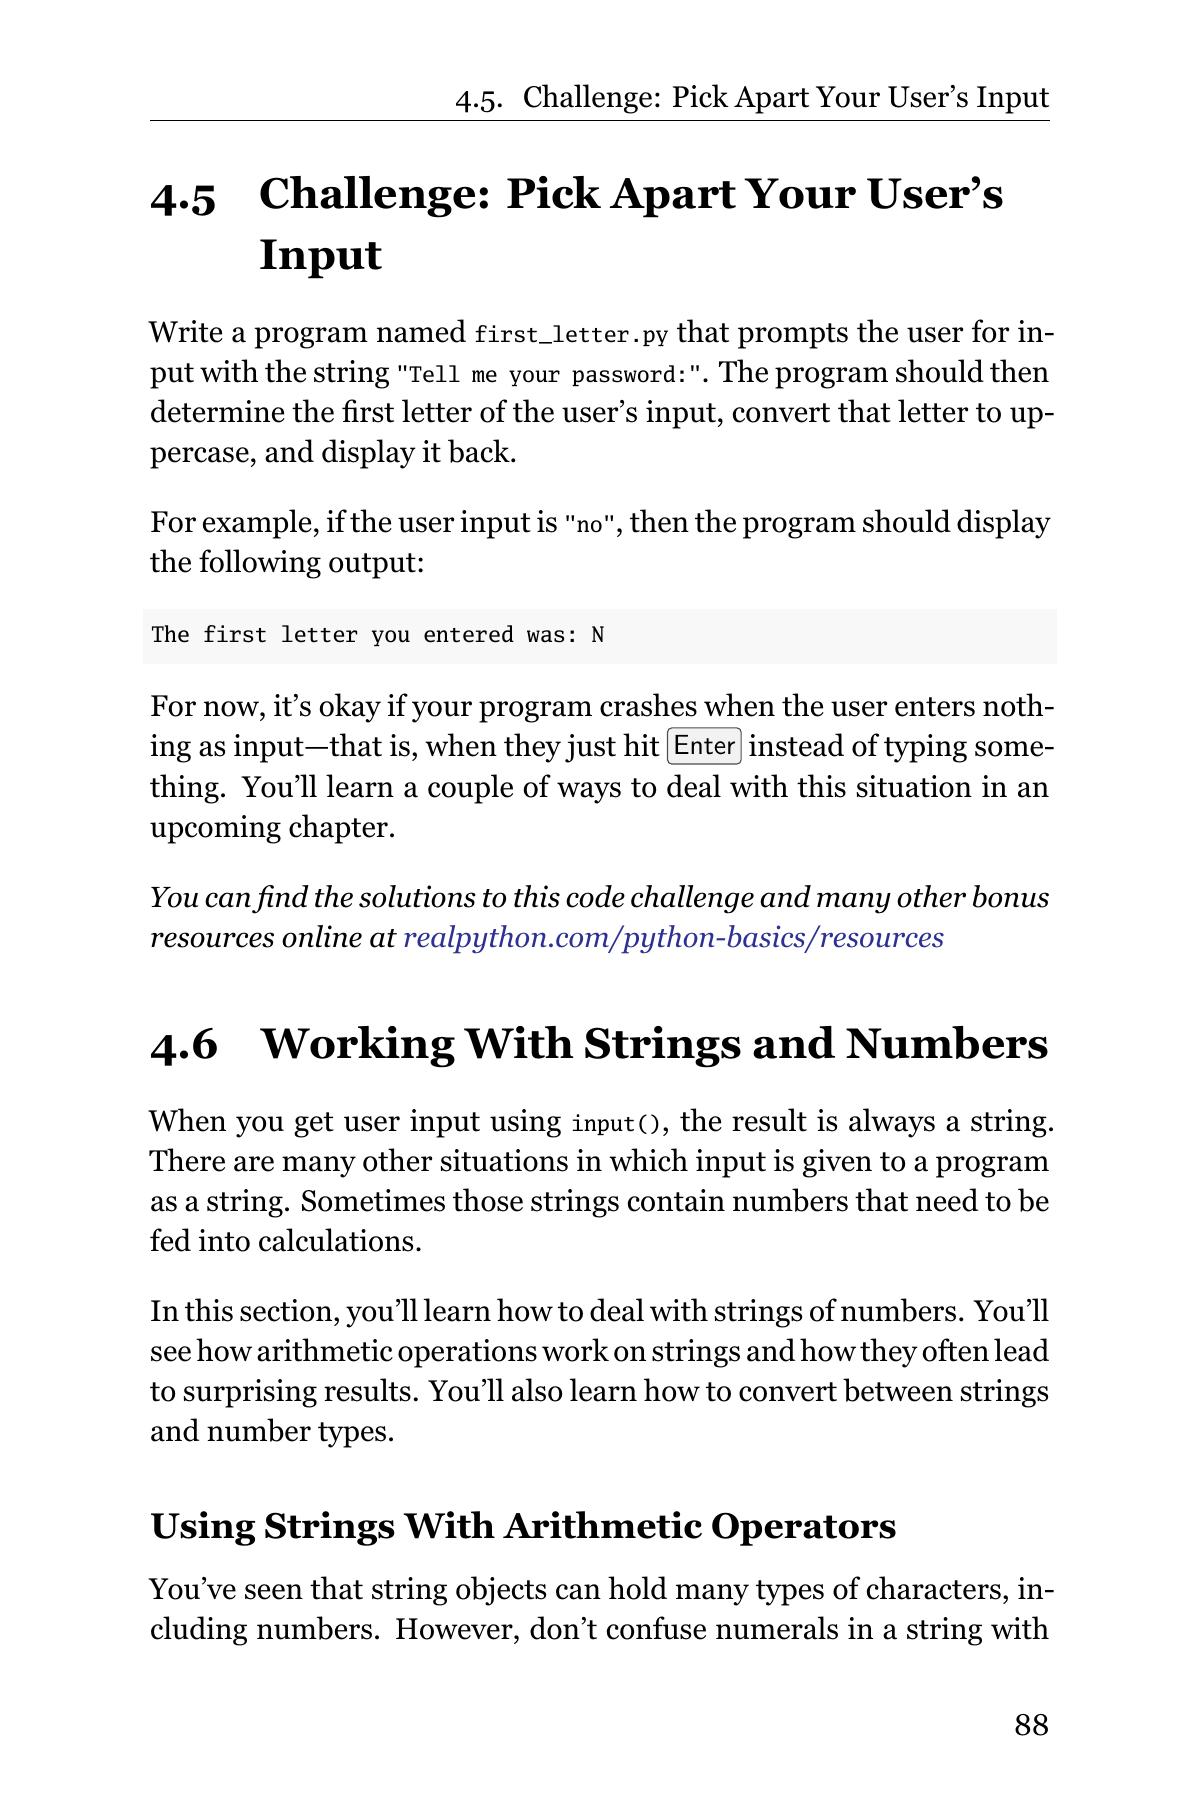 4.5. Challenge: Pick Apart Your User’s Input
4.5 Challenge: Pick Apart Your User’s
Input
Write a program named first_letter.py that prompts the user for in-
put with the string "Tell me your password:". The program should then
determine the first letter of the user’s input, convert that letter to up-
percase, and display it back.
For example, if the user input is "no", then the program should display
the following output:
The first letter you entered was: N
For now, it’s okay if your program crashes when the user enters noth-
ing as input—that is, when they just hit Enter instead of typing some-
thing. You’ll learn a couple of ways to deal with this situation in an
upcoming chapter.
You can find the solutions to this code challenge and many other bonus
resources online at realpython.com/python-basics/resources
4.6 Working With Strings and Numbers
When you get user input using input(), the result is always a string.
There are many other situations in which input is given to a program
as a string. Sometimes those strings contain numbers that need to be
fed into calculations.
In this section, you’ll learn how to deal with strings of numbers. You’ll
see how arithmetic operations work on strings and how they often lead
to surprising results. You’ll also learn how to convert between strings
and number types.
Using Strings With Arithmetic Operators
You’ve seen that string objects can hold many types of characters, in-
cluding numbers. However, don’t confuse numerals in a string with
88